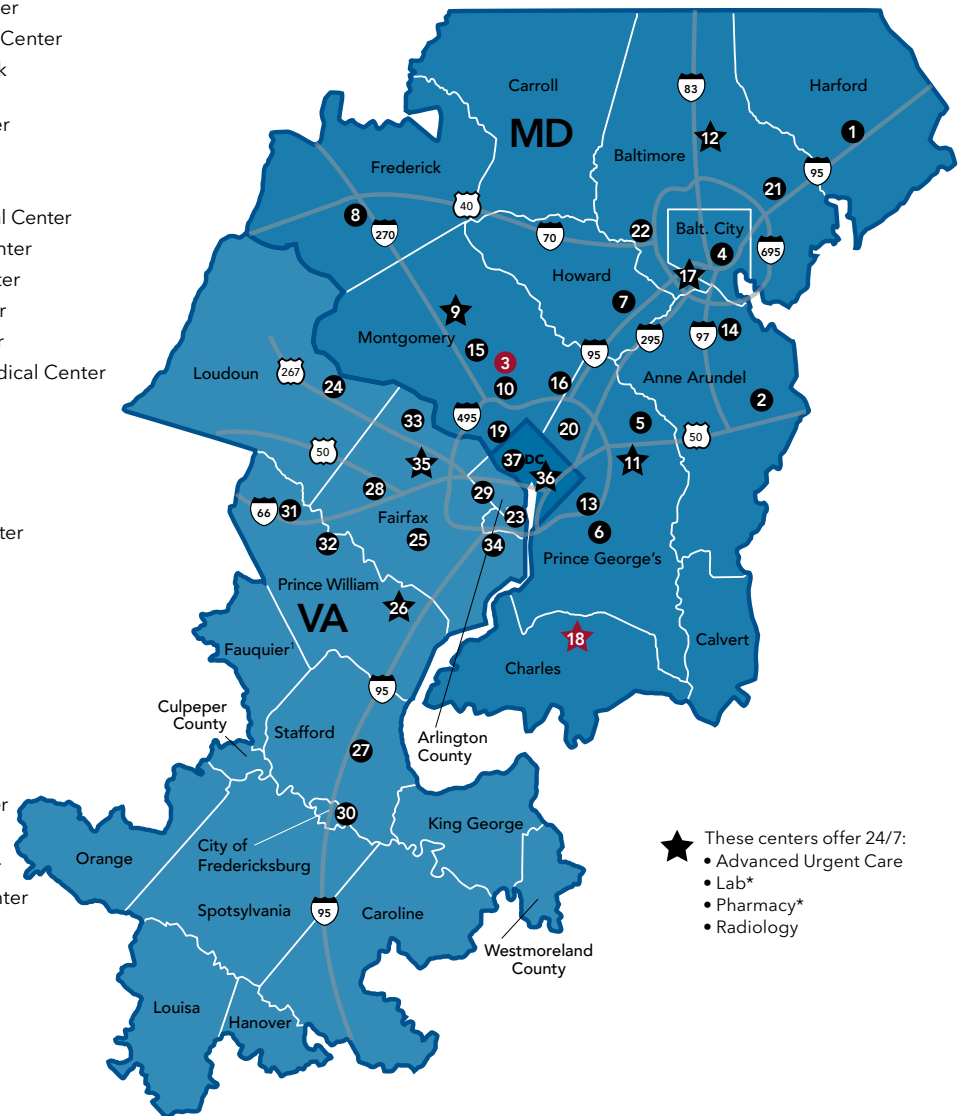 er
Center
k
er
al Center
nter
ter
r
r
dical Center
ter
er
r
nter
Carroll
Harford
83
MD
12
1
Baltimore
Frederick
95
21
40
8
270
70
22
Balt. City
4
695
17
Howard
9
7
Montgomery
295
97
14
15
3
95
Loudoun
267
24
10
16
Anne Arundel
2
33
495
19
20
5
50
50
35
37
DC
36
11
28
29
66
31
Fairfax
23
13
32
25
34
6
Prince George's
Prince William
26
VA
18
Fauquier¹
Charles
Calvert
95
Culpeper
County
Stafford
Arlington
County
27
30
King George
City of
Fredericksburg
Orange
Spotsylvania
95
Caroline
Westmoreland
County
Louisa
Hanover
These centers offer 24/7:
• Advanced Urgent Care
• Lab*
• Pharmacy*
• Radiology